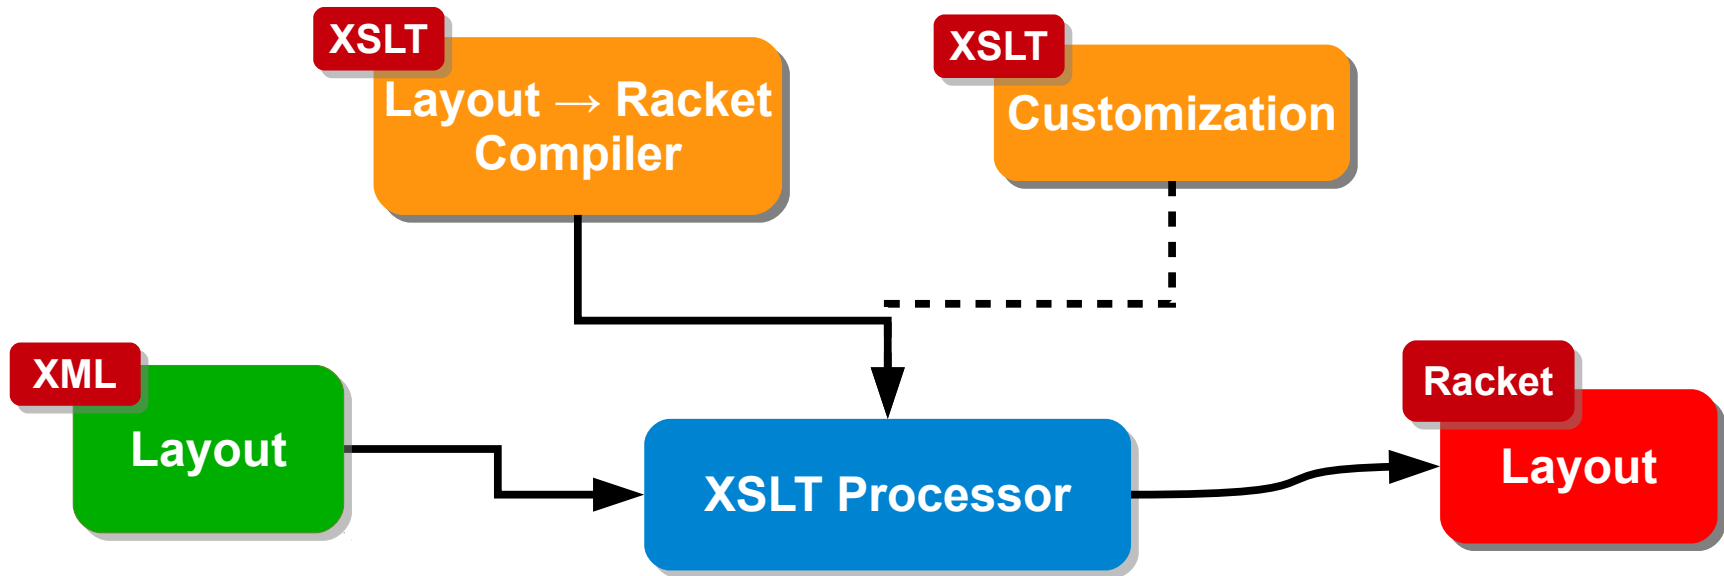 XSLT
Layout → Racket
Compiler
XSLT
Customization
XML
Layout
XSLT Processor
Racket
Layout